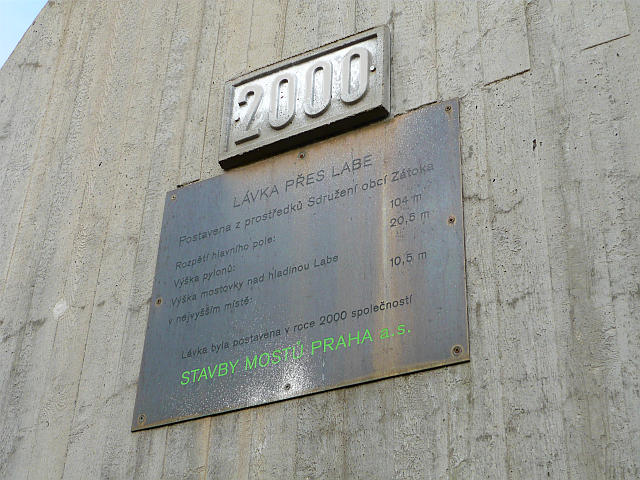 2000
LÁVKA PŘES LABE
Postavena z prostředků Sdružení obcí Zátoka
Rozpětí hlavního pole: 104 m
Výška pylonů: 20,5 m
Výška mostovky nad hladinou Labe
v nejvyšším místě: 10,5 m
Lávka byla postavena v roce 2000 společností
STAVBY MOSTŮ PRAHA a.s.